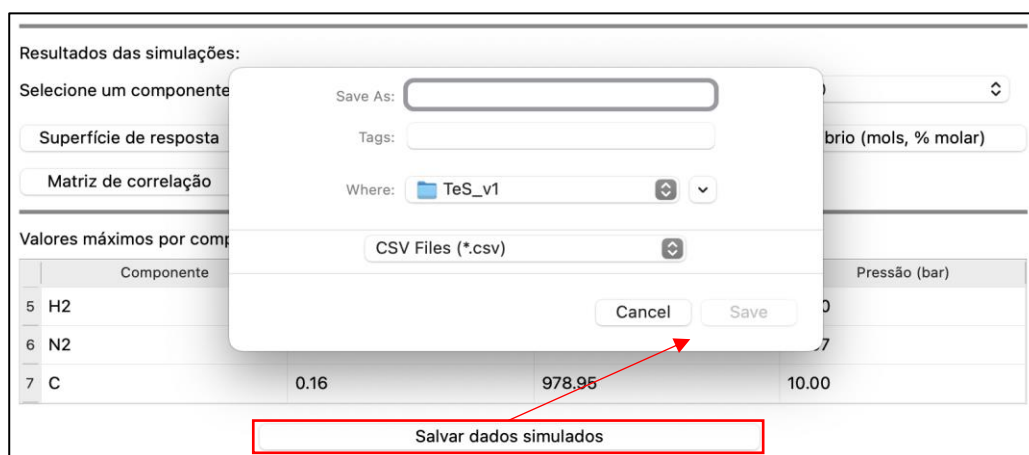 Resultados das simulações:
Selecione um componente
Save As:
Superfície de resposta
Tags:
brio (mols, % molar)
Matriz de correlação
Where: TeS_v1
Valores máximos por comp
CSV Files (*.csv)
Componente Pressão (bar)
Cancel Save
5 H2 0
6 N2 7
7 C 0.16 978.95 10.00
Salvar dados simulados